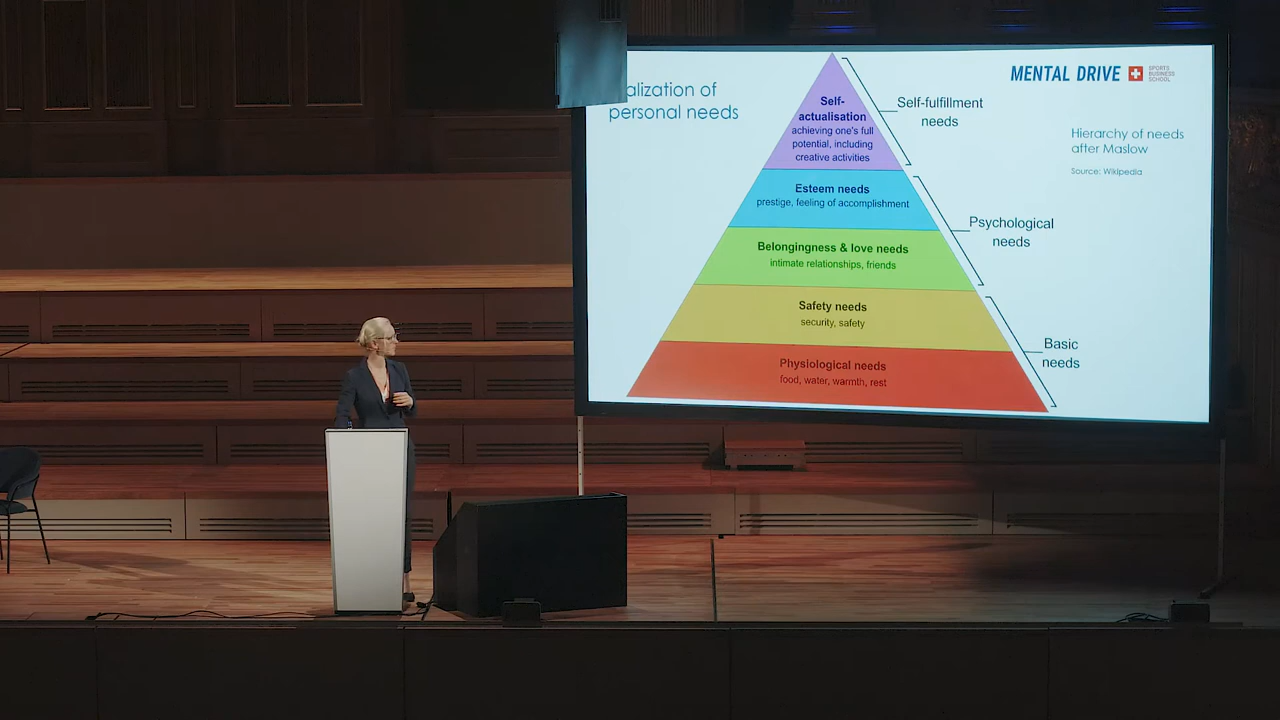 alization of
personal needs
Self-
actualisation
achieving one's full
potential, including
creative activities
Esteem needs
prestige, feeling of accomplishment
Belongingness & love needs
intimate relationships, friends
Safety needs
security, safety
Physiological needs
food, water, warmth, rest
Self-fulfillment
needs
Psychological
needs
Basic
needs
MENTAL DRIVE
SPORTS
BUSINESS
SCHOOL
Hierarchy of needs
after Maslow
Source: Wikipedia